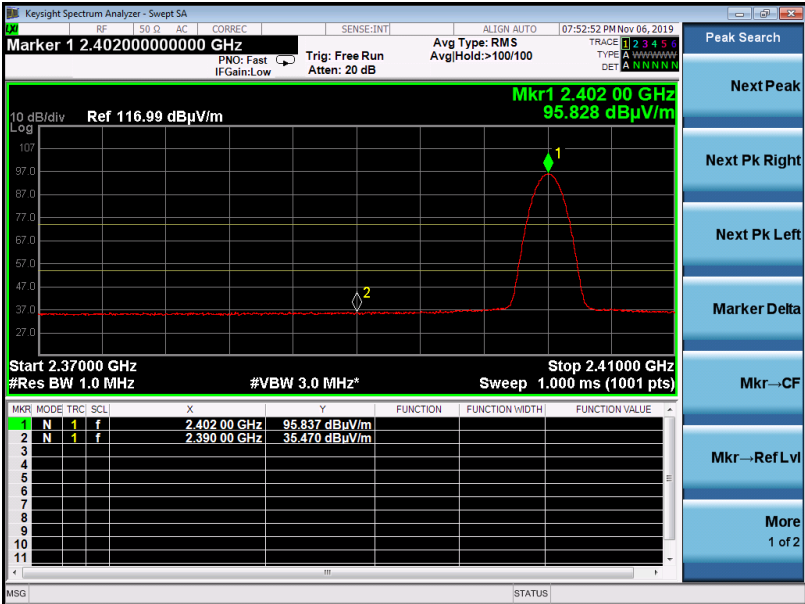 Keysight Spectrum Analyzer - Swept SA
LXI RF 50 Ω AC CORREC SENSE:INT ALIGN AUTO 07:52:52 PM Nov 06, 2019
Marker 1 2.402000000000 GHz
PNO: Fast
IFGain:Low
Trig: Free Run
Atten: 20 dB
Avg Type: RMS
Avg|Hold:>100/100
TRACE 1 2 3 4 5 6
TYPE A WWWWW
DET A N N N N N
Mkr1 2.402 00 GHz
95.828 dBµV/m
10 dB/div Ref 116.99 dBµV/m
Log
107
97.0
87.0
77.0
67.0
57.0
47.0
37.0
27.0
1
2
Start 2.37000 GHz Stop 2.41000 GHz
#Res BW 1.0 MHz #VBW 3.0 MHz* Sweep 1.000 ms (1001 pts)
MKR MODE TRC SCL X Y FUNCTION FUNCTION WIDTH FUNCTION VALUE
1 N 1 f 2.402 00 GHz 95.837 dBµV/m
2 N 1 f 2.390 00 GHz 35.470 dBµV/m
3
4
5
6
7
8
9
10
11
MSG STATUS
Peak Search
Next Peak
Next Pk Right
Next Pk Left
Marker Delta
Mkr→CF
Mkr→Ref Lvl
More
1 of 2